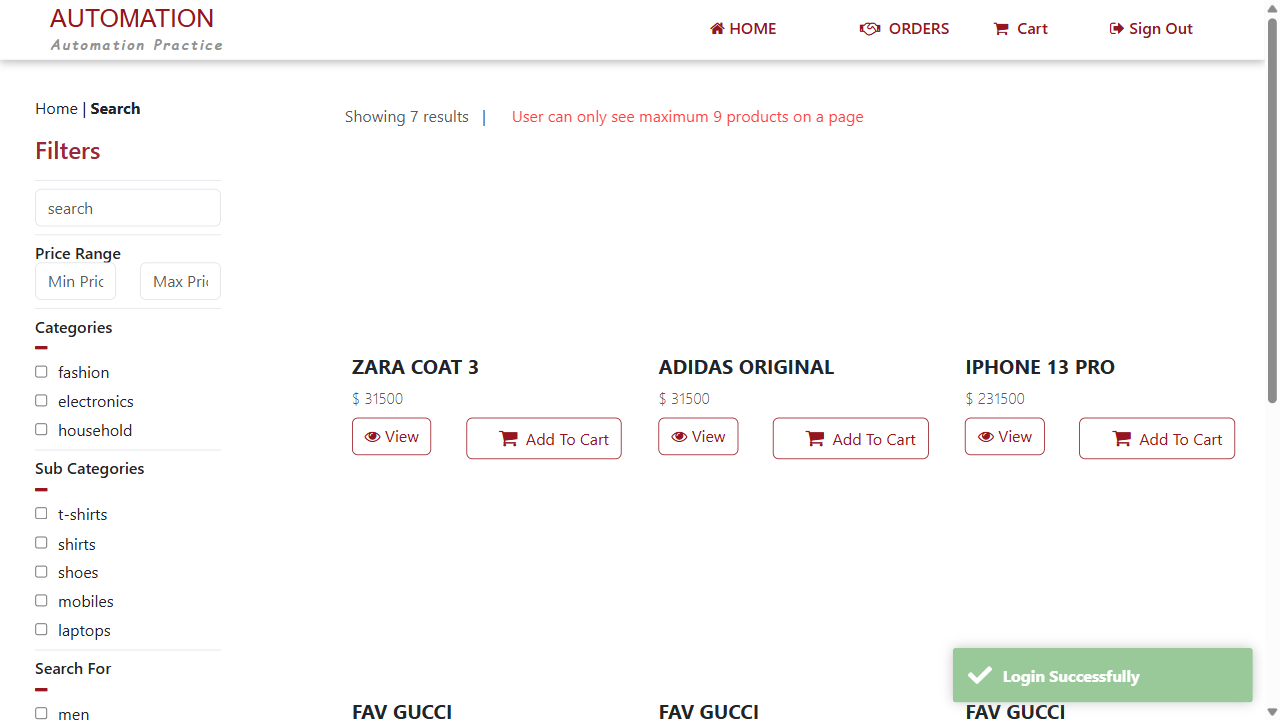 AUTOMATION
Automation Practice
HOME
ORDERS
Cart
Sign Out
Home | Search
Filters
search
Price Range
Min Pric
Max Pric
Categories
fashion
electronics
household
Sub Categories
t-shirts
shirts
shoes
mobiles
laptops
Search For
men
Showing 7 results |
User can only see maximum 9 products on a page
ZARA COAT 3
$ 31500
View
Add To Cart
ADIDAS ORIGINAL
$ 31500
View
Add To Cart
IPHONE 13 PRO
$ 231500
View
Add To Cart
FAV GUCCI
FAV GUCCI
FAV GUCCI
Login Successfully